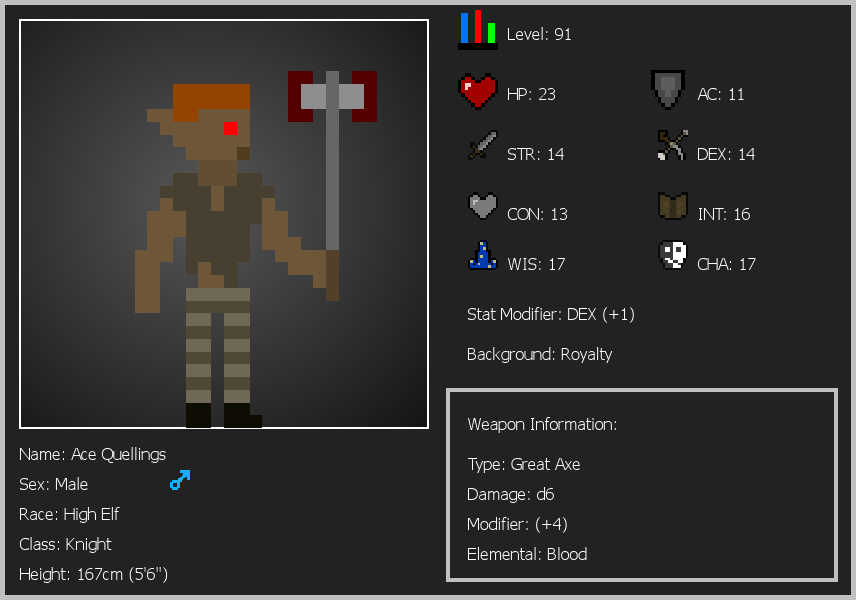 Level: 91
HP: 23
AC: 11
STR: 14
DEX: 14
CON: 13
INT: 16
WIS: 17
CHA: 17
Stat Modifier: DEX (+1)
Background: Royalty
Weapon Information:
Type: Great Axe
Damage: d6
Modifier: (+4)
Elemental: Blood
Name: Ace Quellings
Sex: Male
Race: High Elf
Class: Knight
Height: 167cm (5'6")